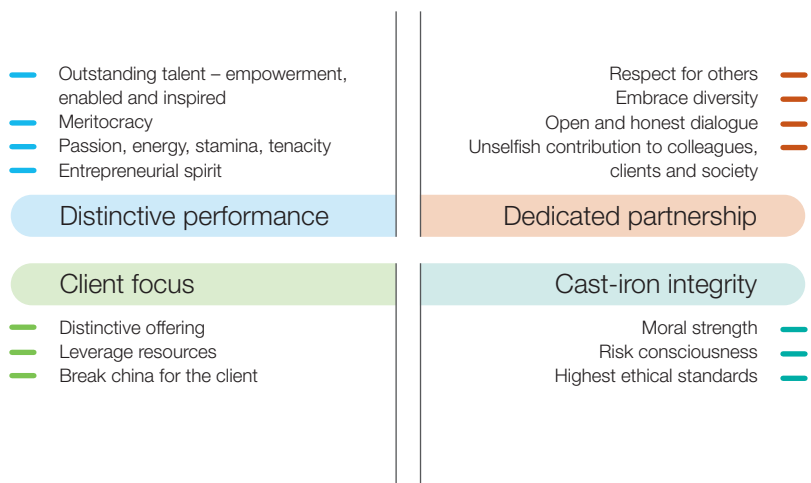 Outstanding talent – empowerment,
enabled and inspired
Meritocracy
Passion, energy, stamina, tenacity
Entrepreneurial spirit
Distinctive performance
Respect for others
Embrace diversity
Open and honest dialogue
Unselfish contribution to colleagues,
clients and society
Dedicated partnership
Client focus
Distinctive offering
Leverage resources
Break china for the client
Cast-iron integrity
Moral strength
Risk consciousness
Highest ethical standards